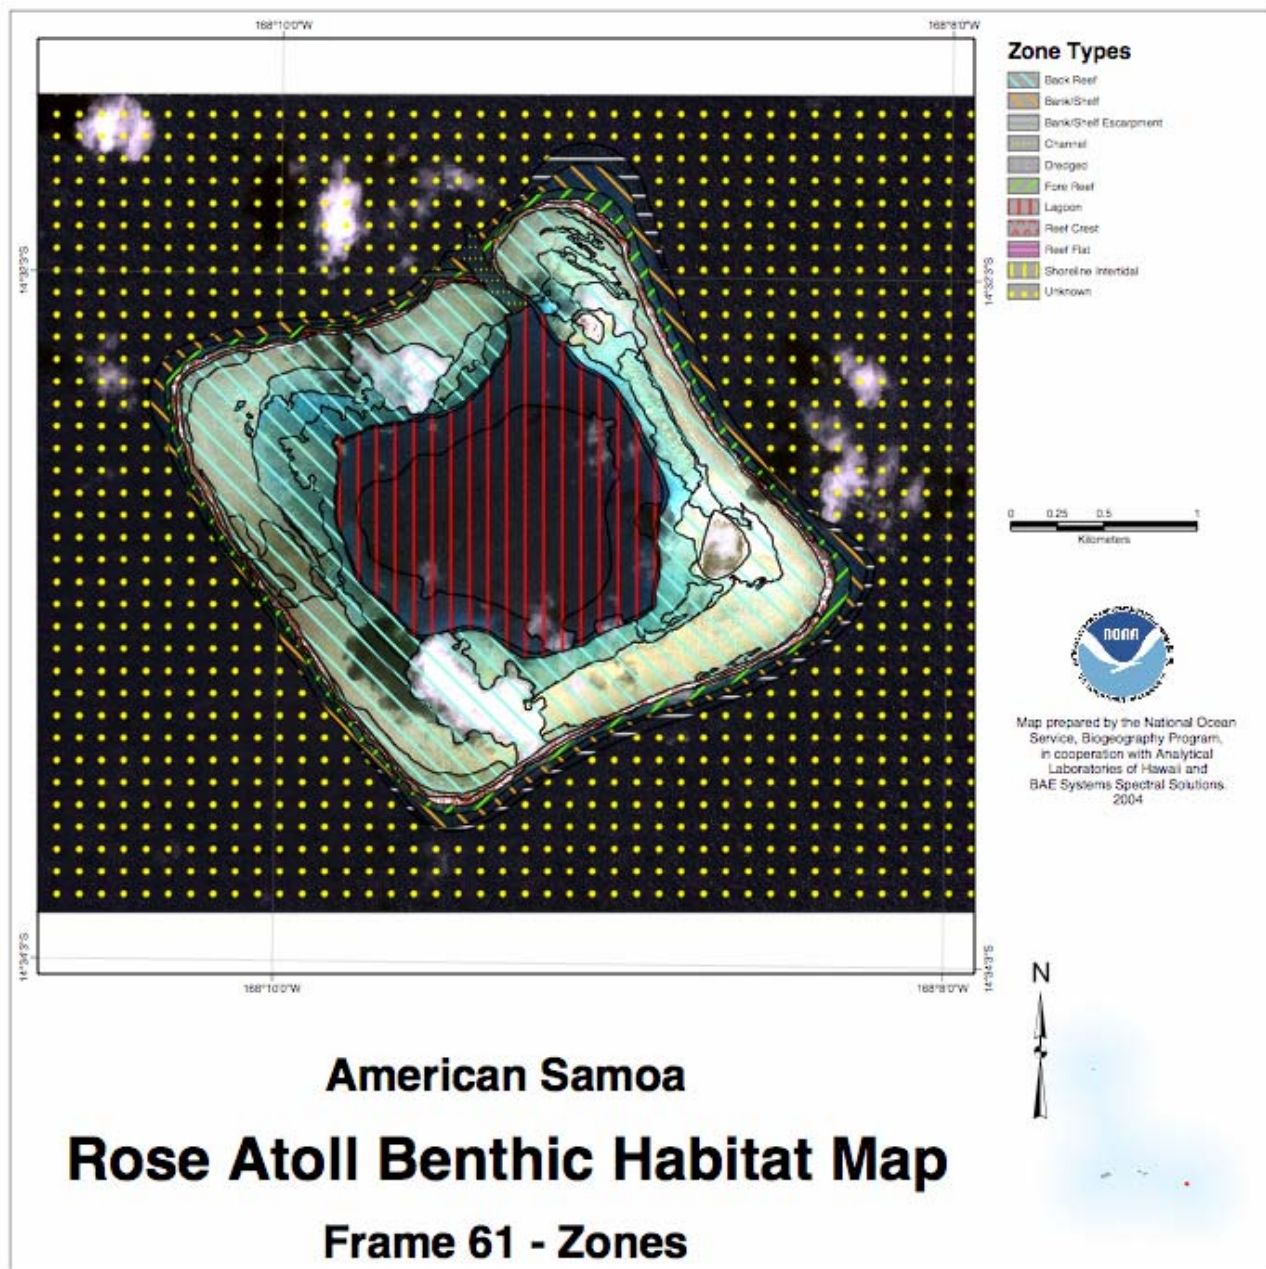 168°10'0"W
168°8'0"W
Zone Types
Back Reef
Bank/Shelf
Bank/Shelf Escarpment
Channel
Dredged
Fore Reef
Lagoon
Reef Crest
Reef Flat
Shoreline Intertidal
Unknown
14°32'3"S
14°32'3"S
0 0.25 0.5 1
Kilometers
NOAA
Map prepared by the National Ocean
Service, Biogeography Program,
in cooperation with Analytical
Laboratories of Hawaii and
BAE Systems Spectral Solutions.
2004
14°34'3"S
14°34'3"S
168°10'0"W
168°8'0"W
N
American Samoa
Rose Atoll Benthic Habitat Map
Frame 61 - Zones